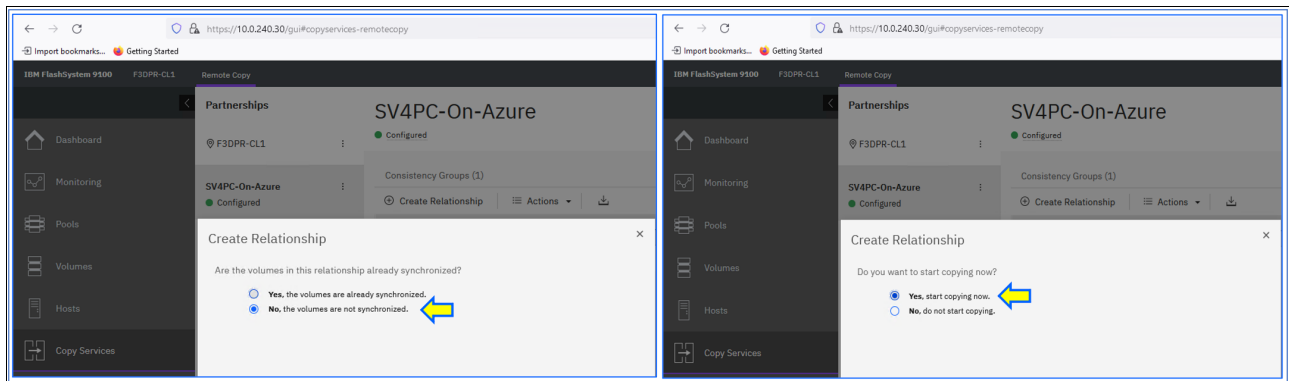 https://10.0.240.30/gui#copyservices-remotecopy
Import bookmarks... Getting Started
IBM FlashSystem 9100 F3DPR-CL1 Remote Copy
Partnerships
SV4PC-On-Azure
Configured
Dashboard
F3DPR-CL1
Monitoring
SV4PC-On-Azure
Configured
Consistency Groups (1)
Create Relationship Actions
Pools
Volumes
Hosts
Copy Services
Create Relationship
Are the volumes in this relationship already synchronized?
Yes, the volumes are already synchronized.
No, the volumes are not synchronized.
https://10.0.240.30/gui#copyservices-remotecopy
Import bookmarks... Getting Started
IBM FlashSystem 9100 F3DPR-CL1 Remote Copy
Partnerships
SV4PC-On-Azure
Configured
Dashboard
F3DPR-CL1
Monitoring
SV4PC-On-Azure
Configured
Consistency Groups (1)
Create Relationship Actions
Pools
Volumes
Hosts
Copy Services
Create Relationship
Do you want to start copying now?
Yes, start copying now.
No, do not start copying.